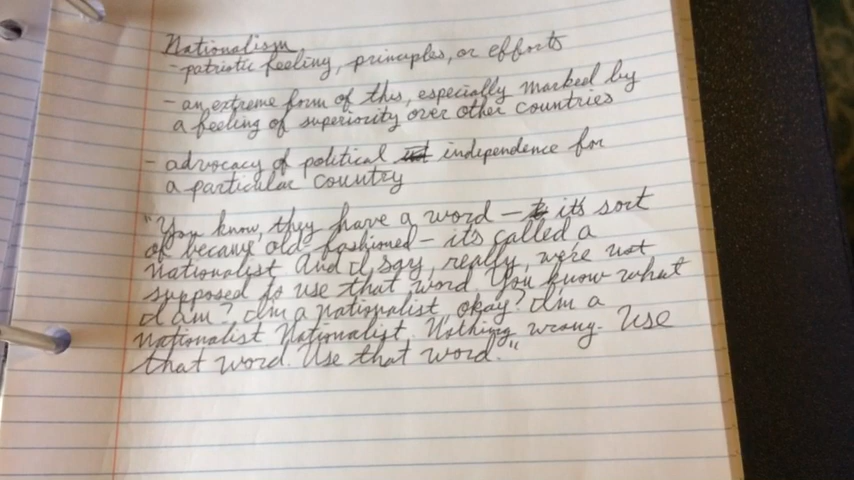 Nationalism
- patriotic feeling, principles, or efforts
- an extreme form of this, especially marked by
a feeling of superiority over other countries
- advocacy of political independence for
a particular country
"You know, they have a word – it's sort
of became old-fashioned – it's called a
nationalist. And I say, really, we're not
supposed to use that word. You know what
I am? I'm a nationalist, okay? I'm a
nationalist. Nationalist. Nothing wrong. Use
that word. Use that word."